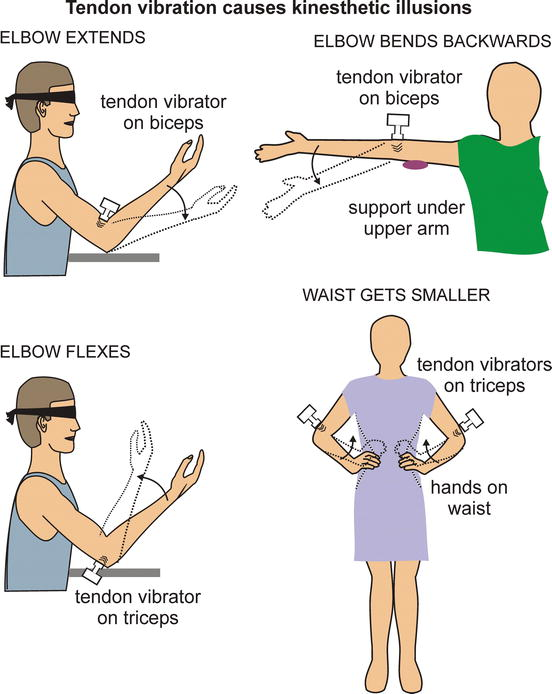 Tendon vibration causes kinesthetic illusions
ELBOW EXTENDS
tendon vibrator
on biceps
ELBOW BENDS BACKWARDS
tendon vibrator
on biceps
support under
upper arm
ELBOW FLEXES
tendon vibrator
on triceps
WAIST GETS SMALLER
tendon vibrators
on triceps
hands on
waist